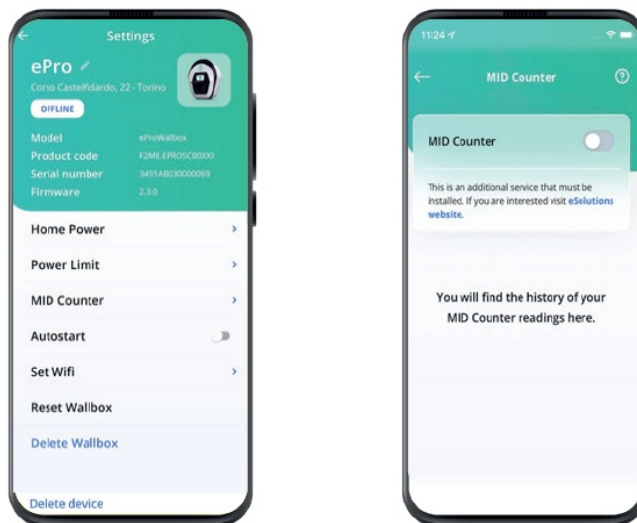 Settings
ePro
Corso Castelfidardo, 22- Torino
OFFLINE
Model eProWallbox
Product code
Serial number 3491AB030000069
Firmware 2.3.0
Home Power
Power Limit
MID Counter
Autostart
Set Wifi
Reset Wallbox
Delete Wallbox
Delete device
11:24
MID Counter
MID Counter
This is an additional service that must be
installed. If you are interested visit eSolutions
website.
You will find the history of your
MID Counter readings here.